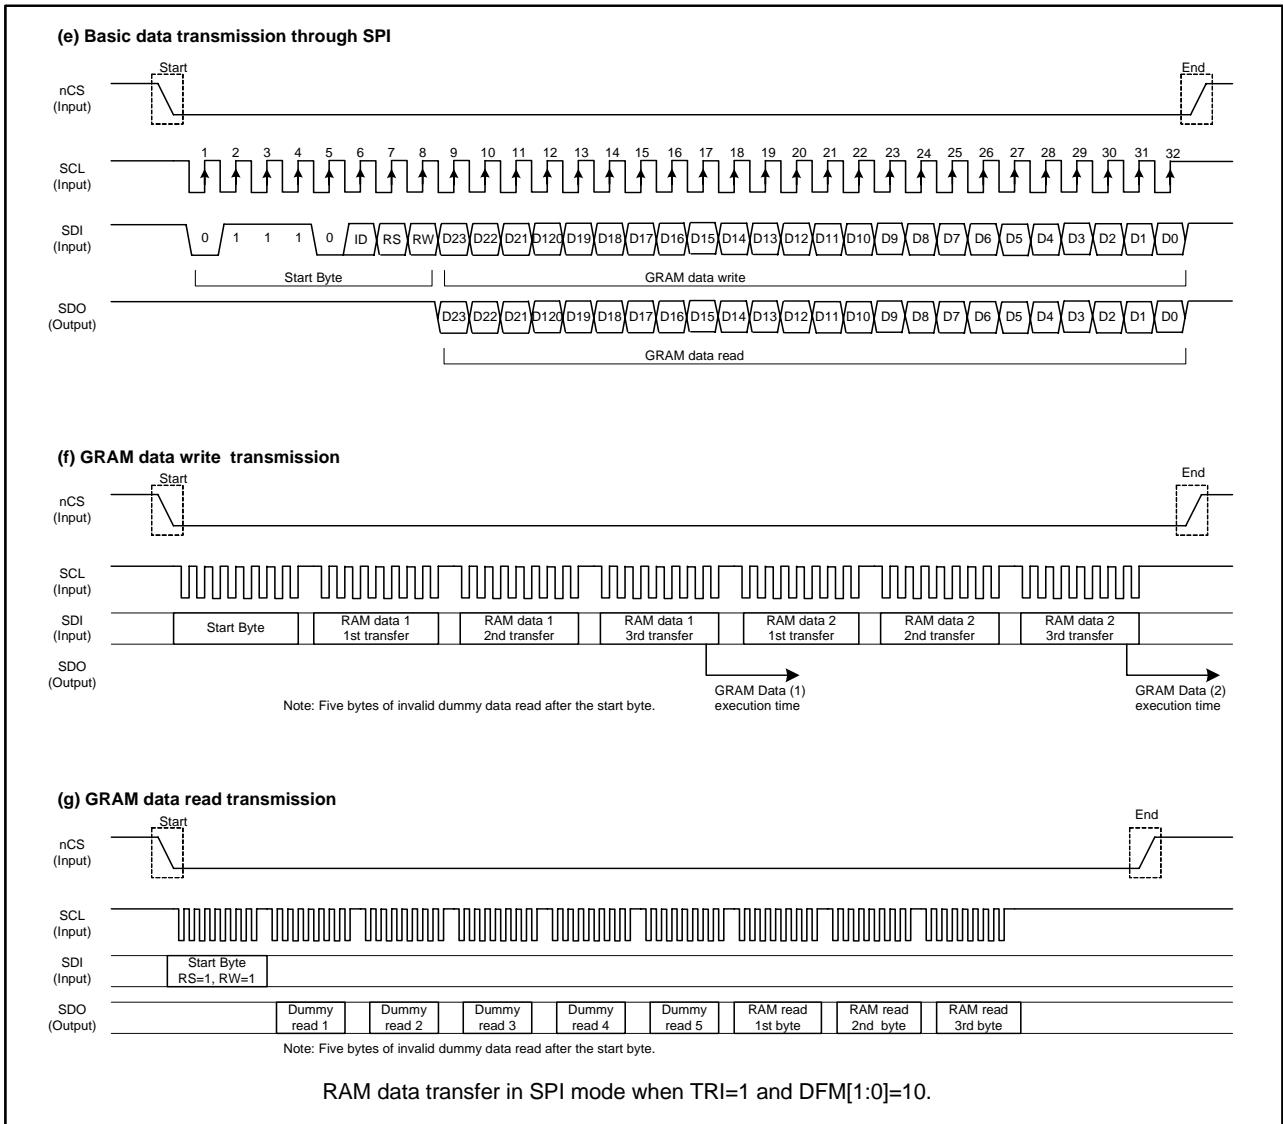 (e) Basic data transmission through SPI
Start
End
nCS
(Input)
1 2 3 4 5 6 7 8 9 10 11 12 13 14 15 16 17 18 19 20 21 22 23 24 25 26 27 28 29 30 31 32
SCL
(Input)
SDI
(Input)
0 1 1 1 0 ID RS RW D23 D22 D21 D120 D19 D18 D17 D16 D15 D14 D13 D12 D11 D10 D9 D8 D7 D6 D5 D4 D3 D2 D1 D0
Start Byte
GRAM data write
SDO
(Output)
D23 D22 D21 D120 D19 D18 D17 D16 D15 D14 D13 D12 D11 D10 D9 D8 D7 D6 D5 D4 D3 D2 D1 D0
GRAM data read
(f) GRAM data write transmission
Start
End
nCS
(Input)
SCL
(Input)
SDI
(Input)
Start Byte
RAM data 1
1st transfer
RAM data 1
2nd transfer
RAM data 1
3rd transfer
RAM data 2
1st transfer
RAM data 2
2nd transfer
RAM data 2
3rd transfer
SDO
(Output)
GRAM Data (1)
execution time
GRAM Data (2)
execution time
Note: Five bytes of invalid dummy data read after the start byte.
(g) GRAM data read transmission
Start
End
nCS
(Input)
SCL
(Input)
SDI
(Input)
Start Byte
RS=1, RW=1
SDO
(Output)
Dummy
read 1
Dummy
read 2
Dummy
read 3
Dummy
read 4
Dummy
read 5
RAM read
1st byte
RAM read
2nd byte
RAM read
3rd byte
Note: Five bytes of invalid dummy data read after the start byte.
RAM data transfer in SPI mode when TRI=1 and DFM[1:0]=10.